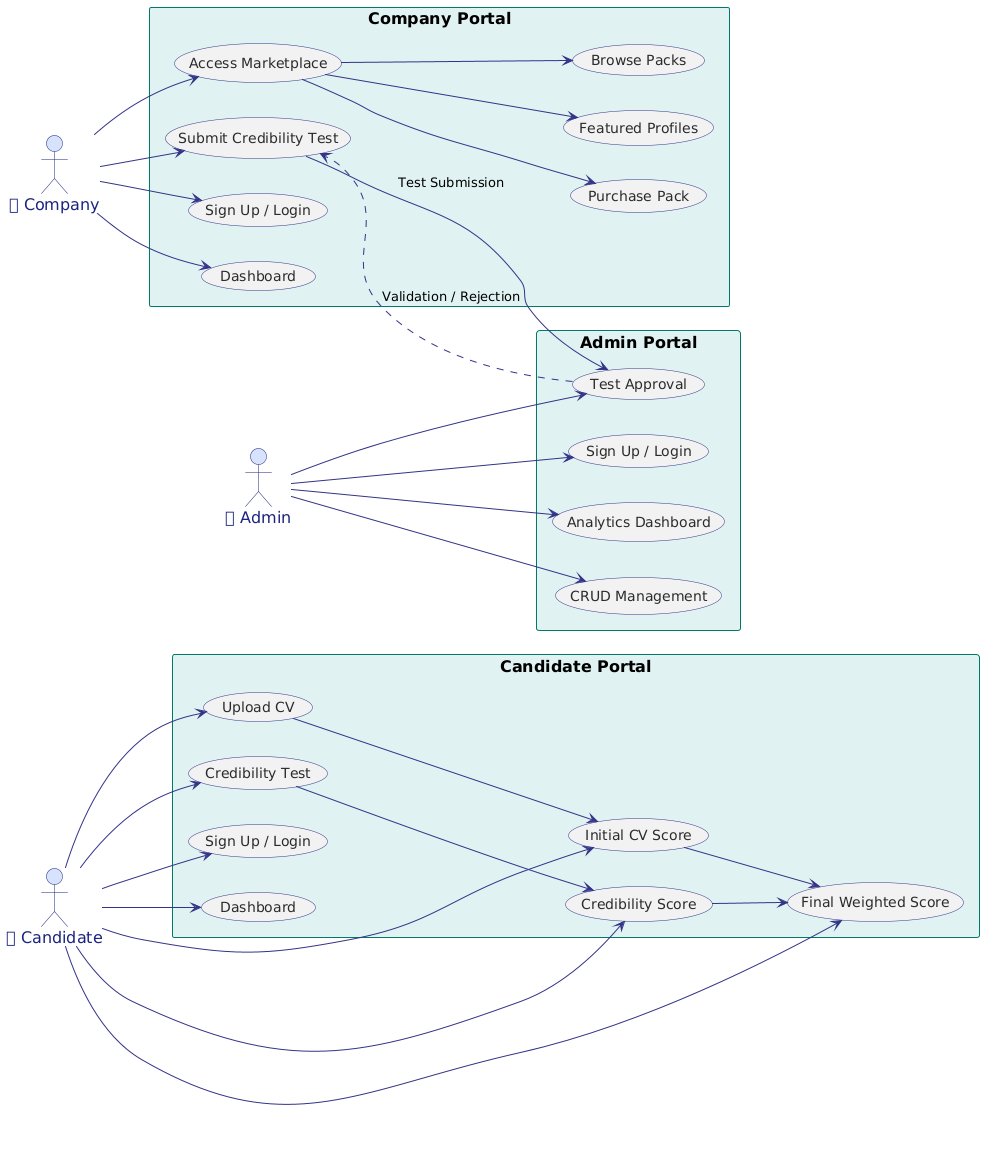 Company Portal
Access Marketplace
Browse Packs
Featured Profiles
Submit Credibility Test
Test Submission
Purchase Pack
Company
Sign Up / Login
Dashboard
Validation / Rejection
Admin Portal
Test Approval
Sign Up / Login
Admin
Analytics Dashboard
CRUD Management
Candidate Portal
Upload CV
Credibility Test
Sign Up / Login
Initial CV Score
Dashboard
Credibility Score
Final Weighted Score
Candidate